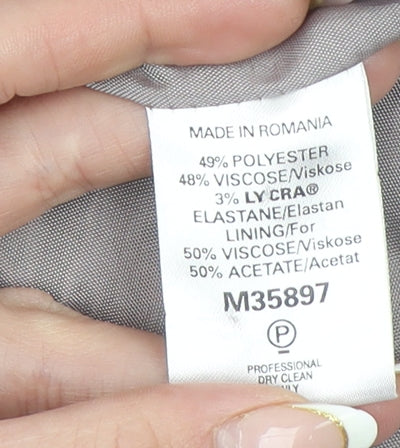 MADE IN ROMANIA
49% POLYESTER
48% VISCOSE/Viskose
3% LYCRA®
ELASTANE/Elastan
LINING/For
50% VISCOSE/Viskose
50% ACETATE/Acetat
M35897
P
PROFESSIONAL
DRY CLEAN